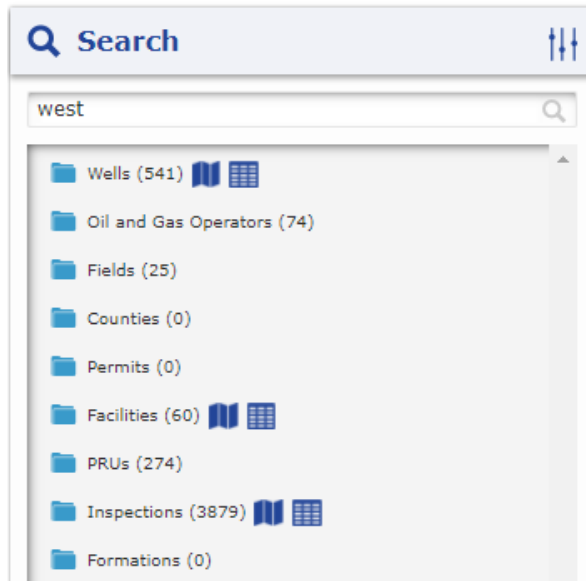 Search
west
Wells (541)
Oil and Gas Operators (74)
Fields (25)
Counties (0)
Permits (0)
Facilities (60)
PRUs (274)
Inspections (3879)
Formations (0)